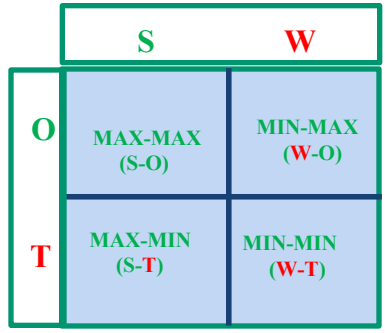 S W
O MAX-MAX MIN-MAX
(S-O) (W-O)
T MAX-MIN MIN-MIN
(S-T) (W-T)